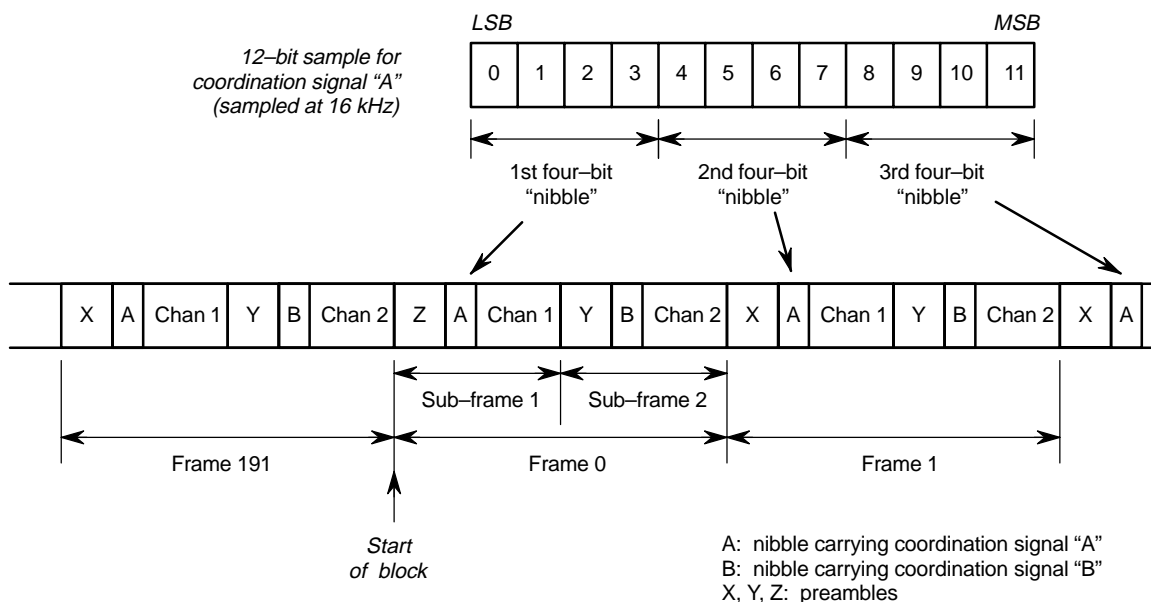 LSB MSB
12–bit sample for
coordination signal “A”
(sampled at 16 kHz)
0 1 2 3 4 5 6 7 8 9 10 11
1st four–bit
“nibble”
2nd four–bit
“nibble”
3rd four–bit
“nibble”
X A Chan 1 Y B Chan 2 Z A Chan 1 Y B Chan 2 X A Chan 1 Y B Chan 2 X A
Sub–frame 1 Sub–frame 2
Frame 191 Frame 0 Frame 1
Start
of block
A: nibble carrying coordination signal “A”
B: nibble carrying coordination signal “B”
X, Y, Z: preambles